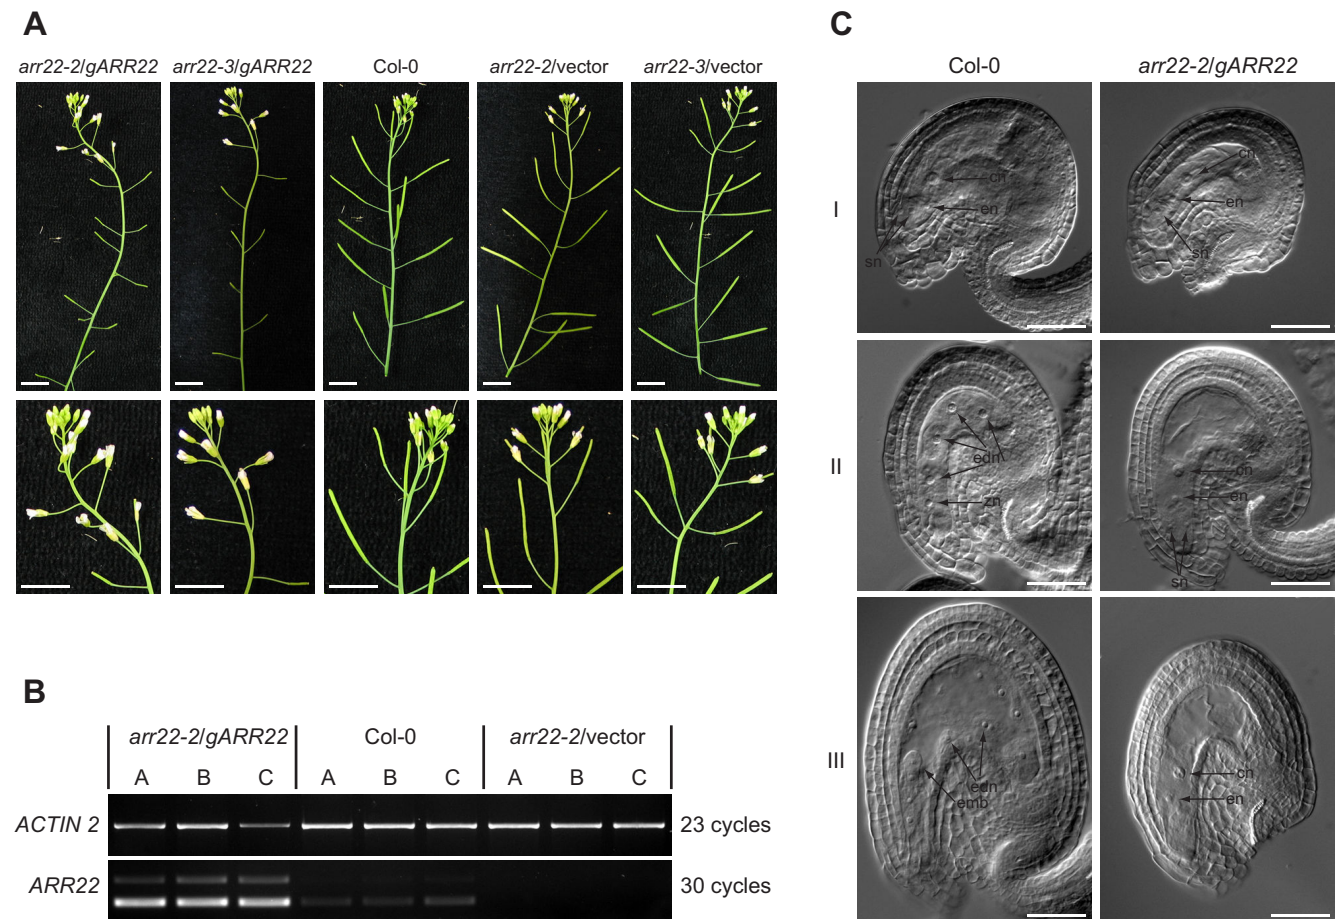 A
arr22-2/gARR22 arr22-3/gARR22 Col-0 arr22-2/vector arr22-3/vector
B
arr22-2/gARR22 Col-0 arr22-2/vector
A B C A B C A B C
ACTIN 2 23 cycles
ARR22 30 cycles
C
Col-0 arr22-2/gARR22
I
cn
en
sn
cn
en
sn
II
edn
zn
cn
en
sn
III
edn
emb
cn
en